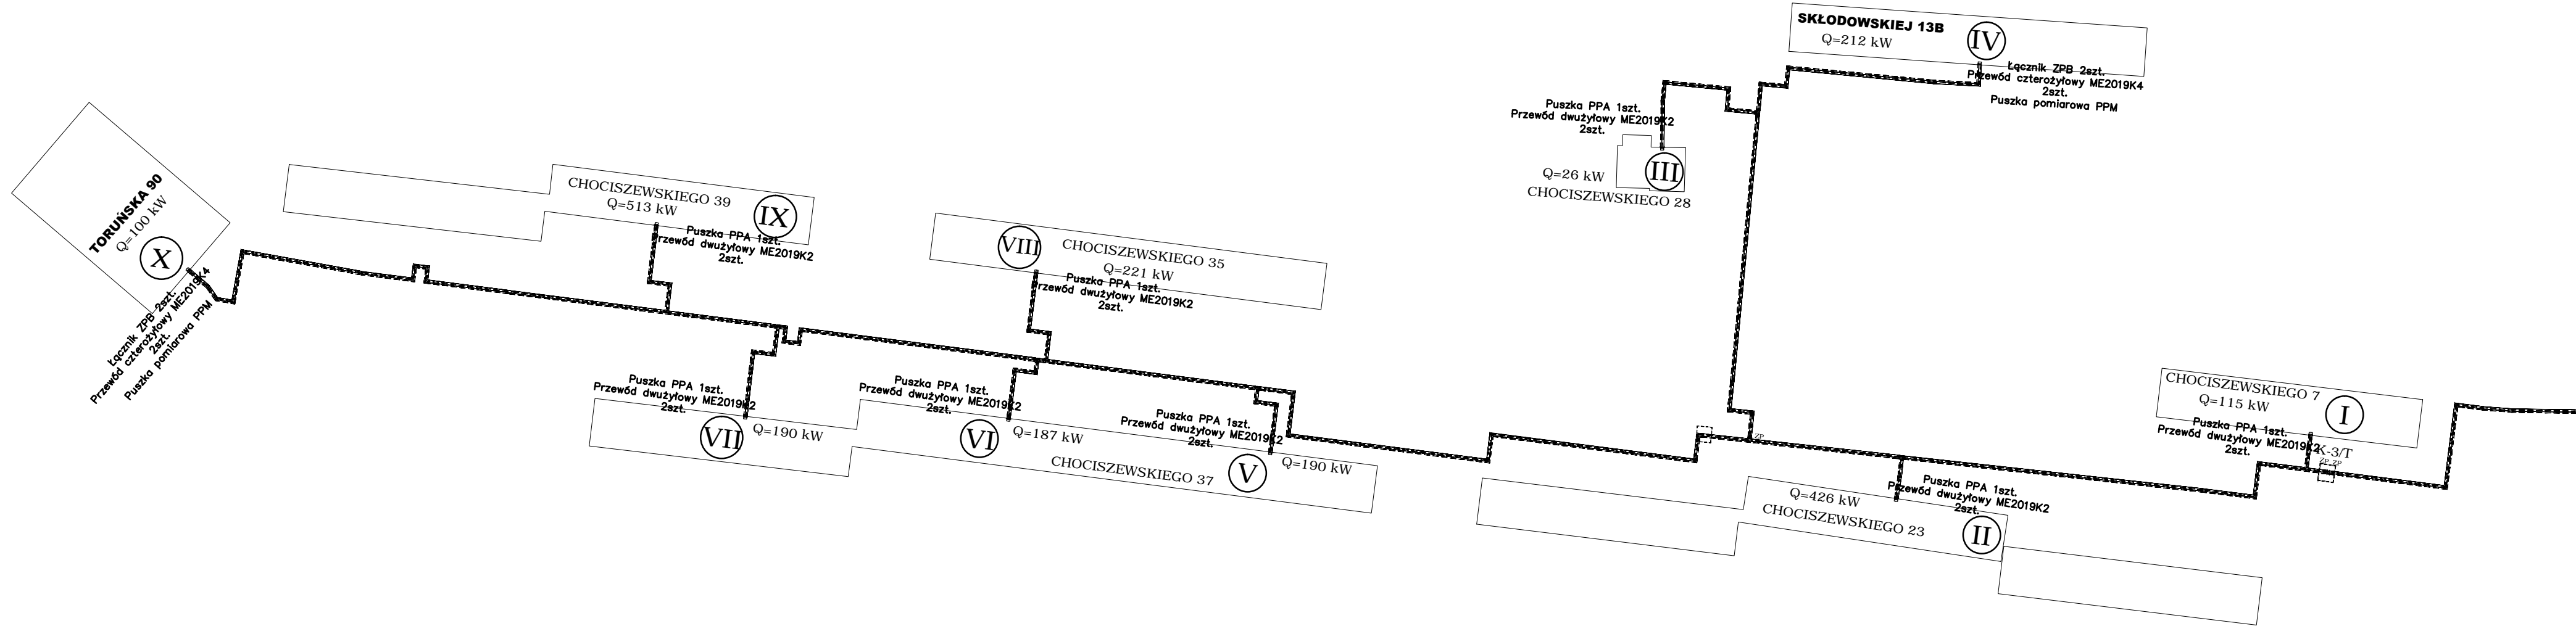 SKŁODOWSKIEJ 13B
Q=212 kW
IV
Łącznik ZPB 2szt.
Przewód czterożyłowy ME2019K4
2szt.
Puszka pomiarowa PPM
Puszka PPA 1szt.
Przewód dwużyłowy ME2019K2
2szt.
Q=26 kW
III
CHOCISZEWSKIEGO 28
TORUŃSKA 90
Q=100 kW
X
Łącznik ZPB 2szt.
Przewód czterożyłowy ME2019K4
2szt.
Puszka pomiarowa PPM
CHOCISZEWSKIEGO 39
Q=513 kW
IX
Puszka PPA 1szt.
Przewód dwużyłowy ME2019K2
2szt.
VIII
CHOCISZEWSKIEGO 35
Q=221 kW
Puszka PPA 1szt.
Przewód dwużyłowy ME2019K2
2szt.
Puszka PPA 1szt.
Przewód dwużyłowy ME2019K2
2szt.
VII
Q=190 kW
Puszka PPA 1szt.
Przewód dwużyłowy ME2019K2
2szt.
VI
Q=187 kW
Puszka PPA 1szt.
Przewód dwużyłowy ME2019K2
2szt.
V
Q=190 kW
CHOCISZEWSKIEGO 37
ZP
Q=426 kW
CHOCISZEWSKIEGO 23
II
Puszka PPA 1szt.
Przewód dwużyłowy ME2019K2
2szt.
CHOCISZEWSKIEGO 7
Q=115 kW
I
Puszka PPA 1szt.
Przewód dwużyłowy ME2019K2
2szt.
K-3/T
ZP ZP